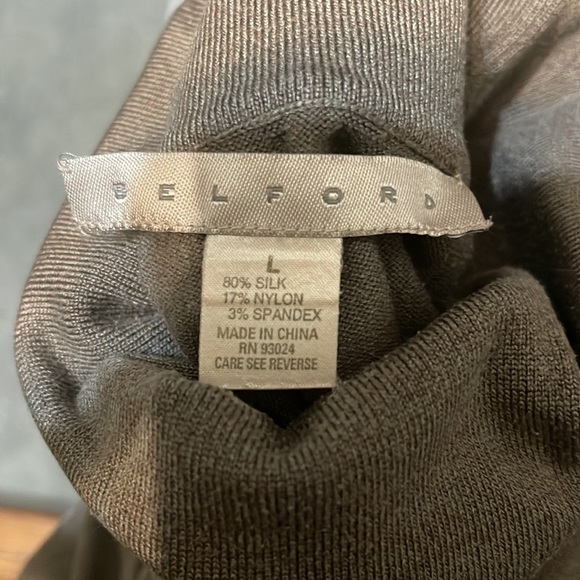 BELFORD
L
80% SILK
17% NYLON
3% SPANDEX
MADE IN CHINA
RN 93024
CARE SEE REVERSE